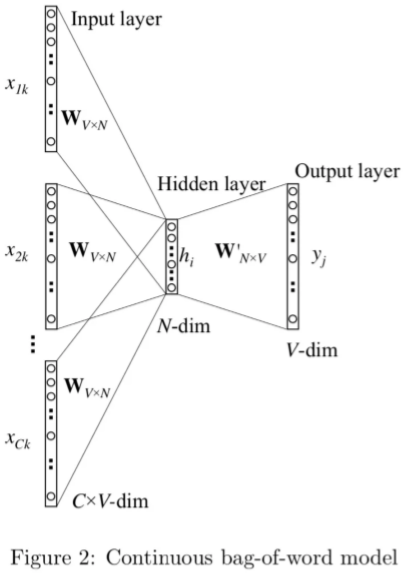 Input layer
x1k
WV×N
Hidden layer
Output layer
x2k
WV×N
hi
W'N×V
yj
N-dim
V-dim
WV×N
xCk
C×V-dim
Figure 2: Continuous bag-of-word model